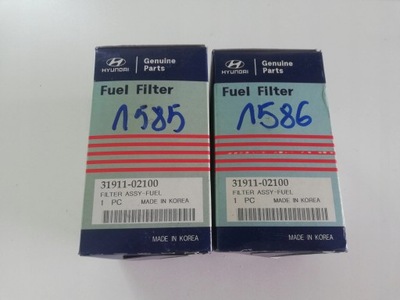 HYUNDAI
Genuine
Parts
Fuel Filter
1585
31911-02100
FILTER ASSY-FUEL
1 PC MADE IN KOREA
MADE IN KOREA
HYUNDAI
Genuine
Parts
Fuel Filter
1586
31911-02100
FILTER ASSY-FUEL
1 PC MADE IN KOREA
MADE IN KOREA